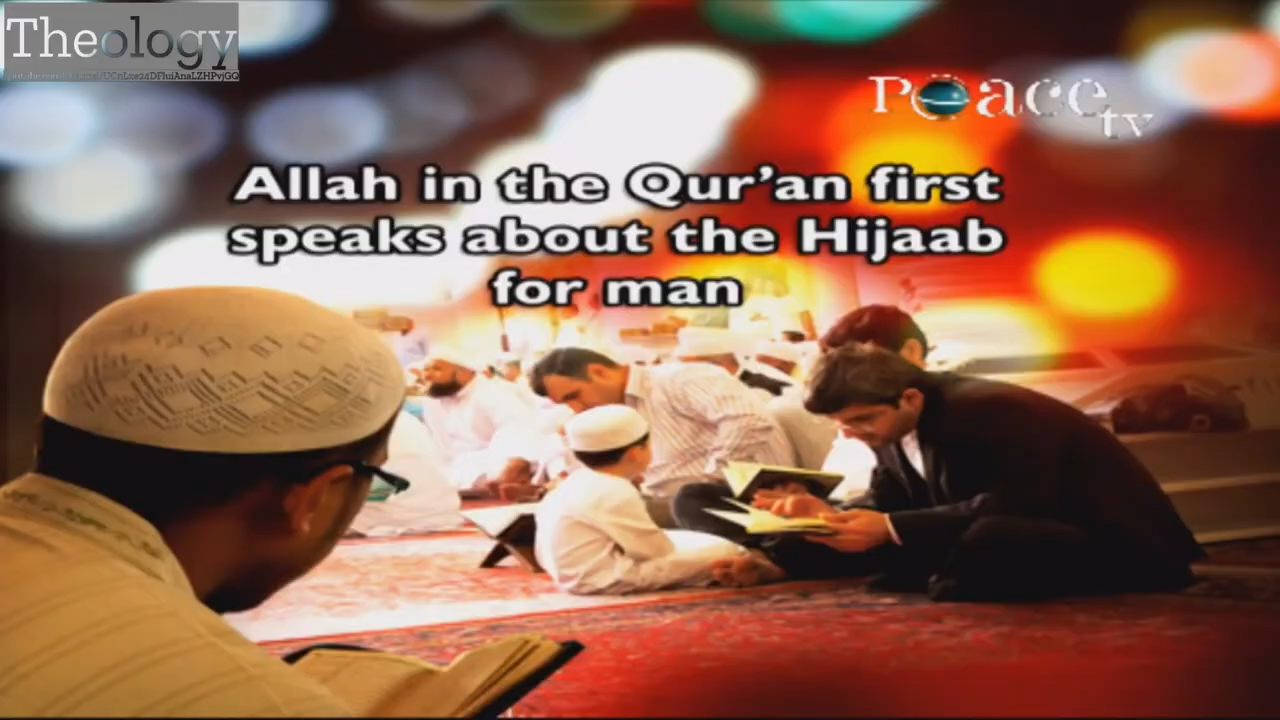 Theology
Peace
tv
Allah in the Qur’an first
speaks about the Hijaab
for man